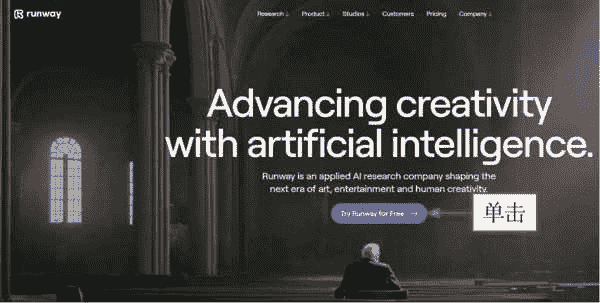 runway
Research Product Studios Customers Pricing Company
Advancing creativity
with artificial intelligence.
Runway is an applied AI research company shaping the
next era of art, entertainment and human creativity.
Try Runway for Free →
单击